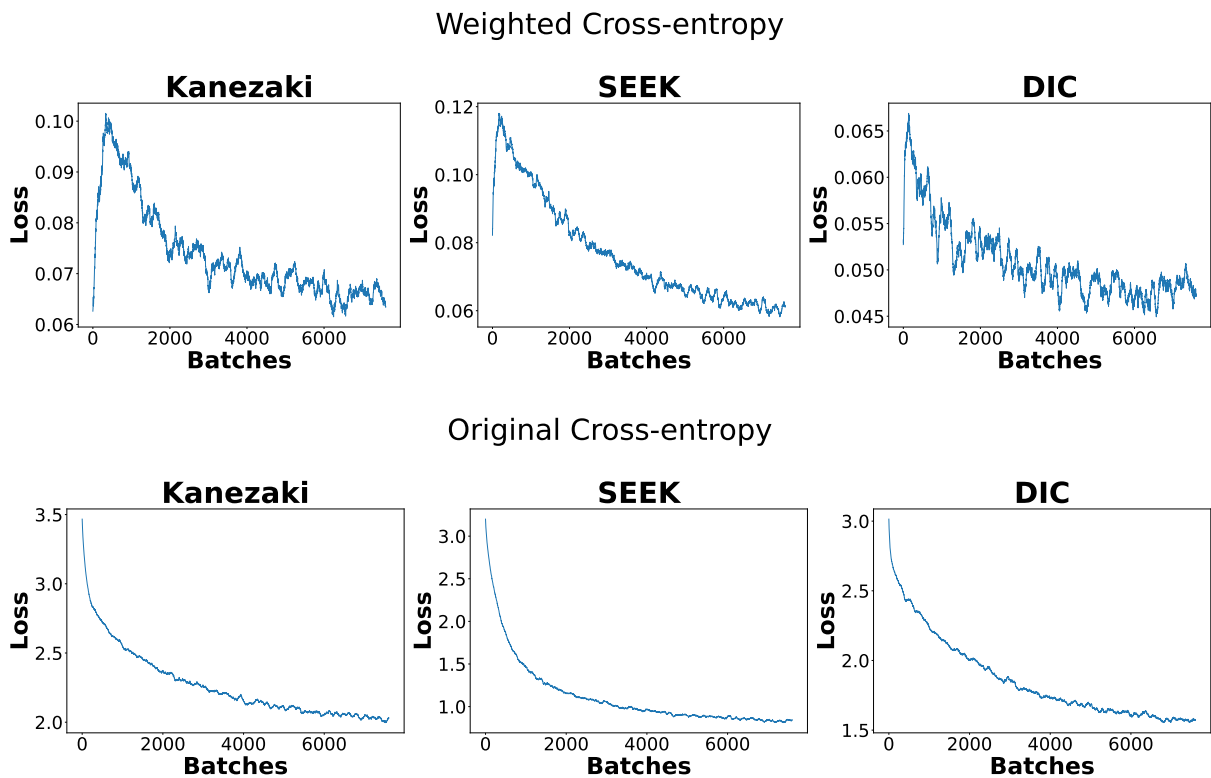 Weighted Cross-entropy
Kanezaki
SEEK
DIC
0.10
0.09
0.08
0.07
0.06
Loss
0 2000 4000 6000
Batches
0.12
0.10
0.08
0.06
Loss
0 2000 4000 6000
Batches
0.065
0.060
0.055
0.050
0.045
Loss
0 2000 4000 6000
Batches
Original Cross-entropy
Kanezaki
SEEK
DIC
3.5
3.0
2.5
2.0
Loss
0 2000 4000 6000
Batches
3.0
2.5
2.0
1.5
1.0
Loss
0 2000 4000 6000
Batches
3.0
2.5
2.0
1.5
Loss
0 2000 4000 6000
Batches